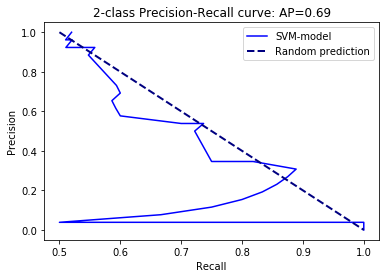 2-class Precision-Recall curve: AP=0.69
SVM-model
Random prediction
Precision
1.0
0.8
0.6
0.4
0.2
0.0
0.5
0.6
0.7
0.8
0.9
1.0
Recall